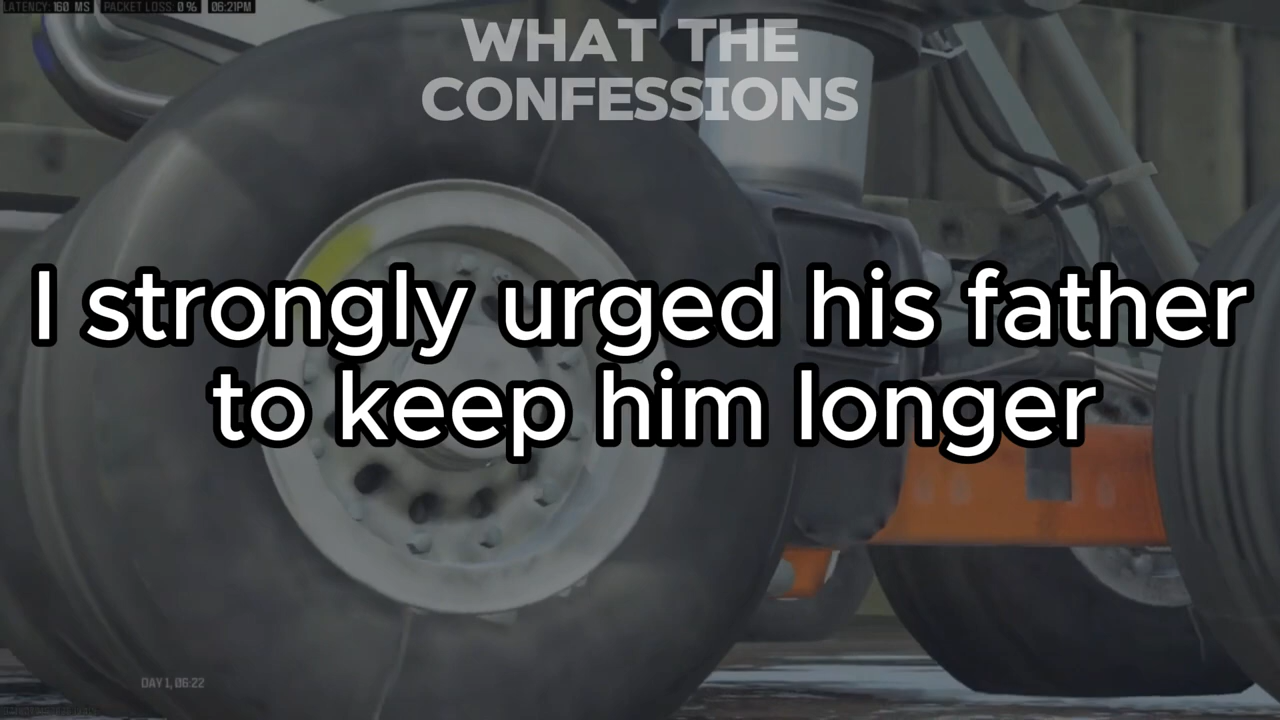 LATENCY: 160 MS PACKET LOSS: 0 % 06:21PM
WHAT THE
CONFESSIONS
I strongly urged his father
to keep him longer
DAY 1, 06:22